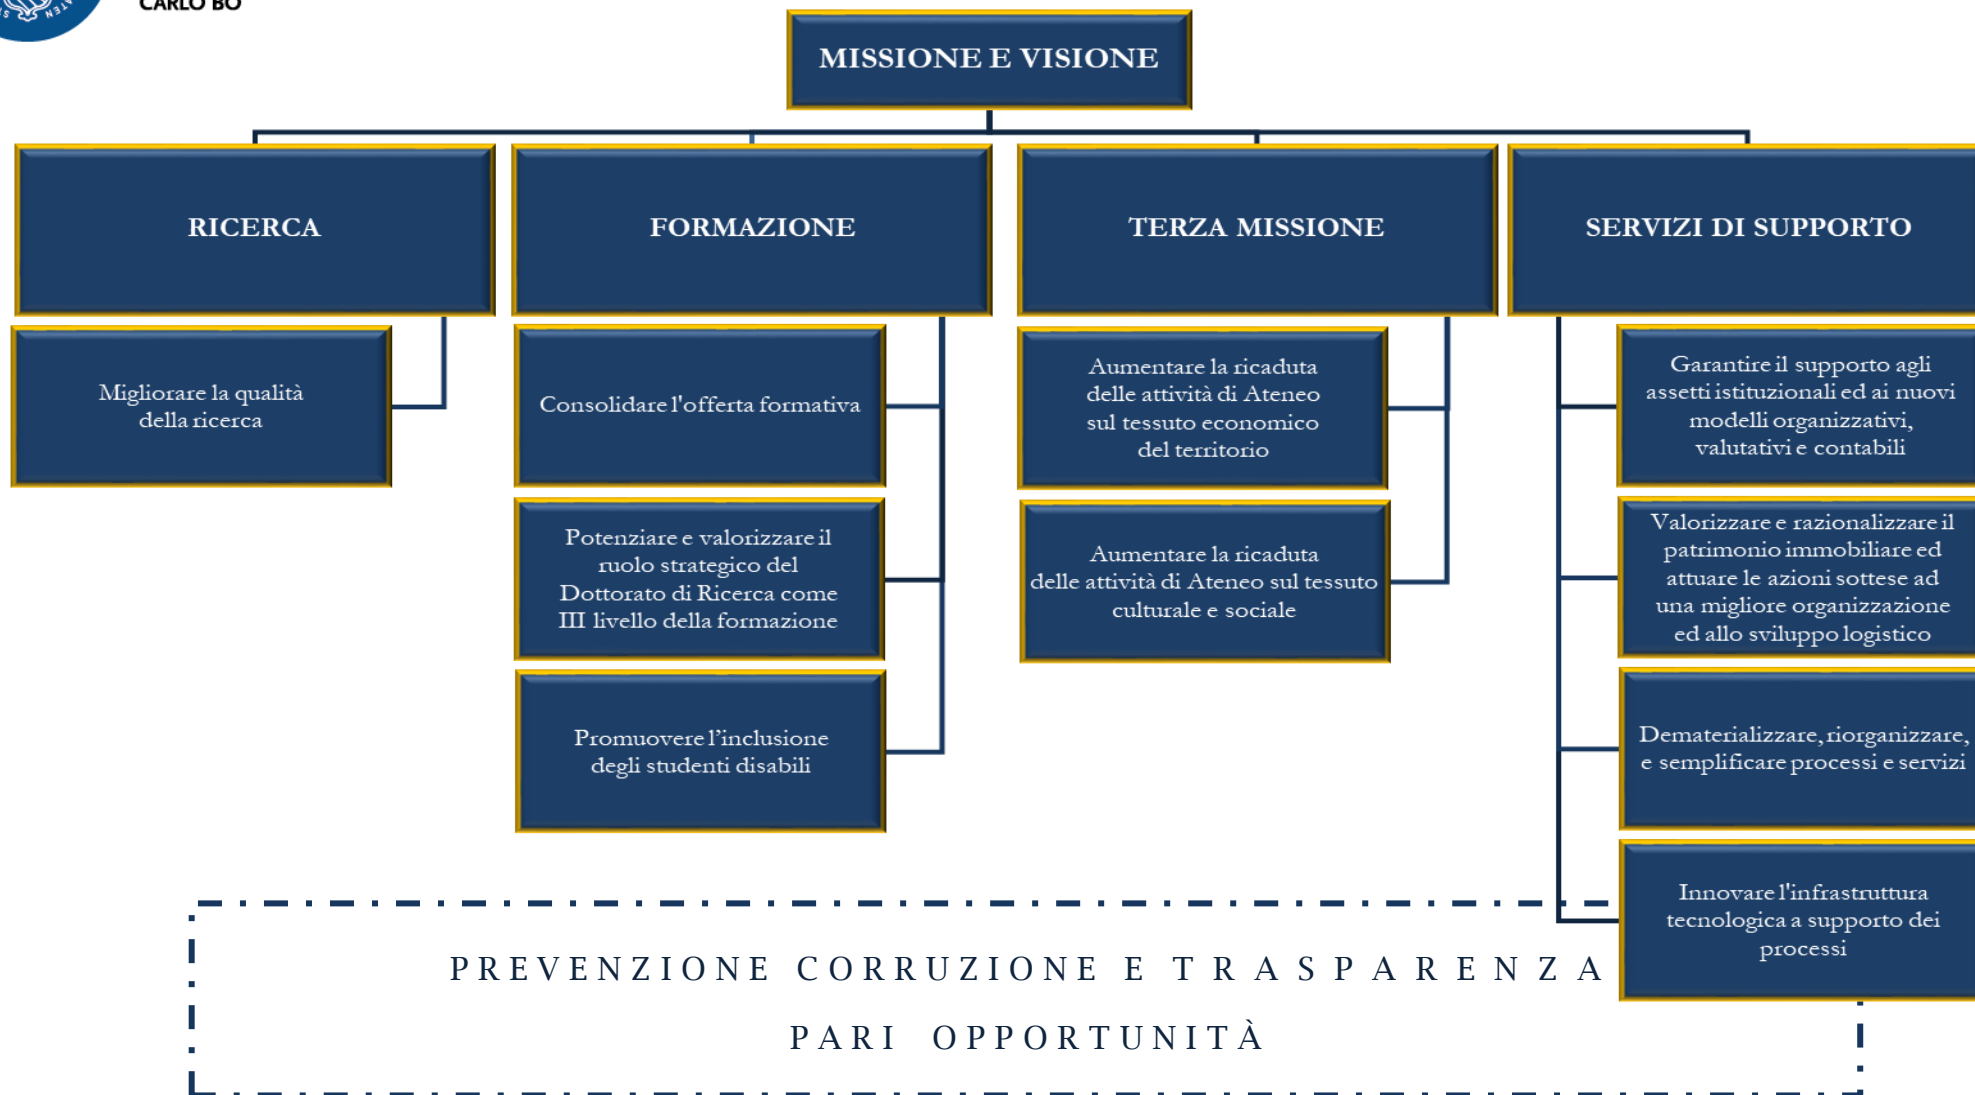 CARLO BO
MISSIONE E VISIONE
RICERCA
Migliorare la qualità
della ricerca
FORMAZIONE
Consolidare l'offerta formativa
Potenziare e valorizzare il
ruolo strategico del
Dottorato di Ricerca come
III livello della formazione
Promuovere l’inclusione
degli studenti disabili
TERZA MISSIONE
Aumentare la ricaduta
delle attività di Ateneo
sul tessuto economico
del territorio
Aumentare la ricaduta
delle attività di Ateneo sul tessuto
culturale e sociale
SERVIZI DI SUPPORTO
Garantire il supporto agli
assetti istituzionali ed ai nuovi
modelli organizzativi,
valutativi e contabili
Valorizzare e razionalizzare il
patrimonio immobiliare ed
attuare le azioni sottese ad
una migliore organizzazione
ed allo sviluppo logistico
Dematerializzare, riorganizzare,
e semplificare processi e servizi
Innovare l'infrastruttura
tecnologica a supporto dei
processi
PREVENZIONE CORRUZIONE E TRASPARENZA
PARI OPPORTUNITÀ